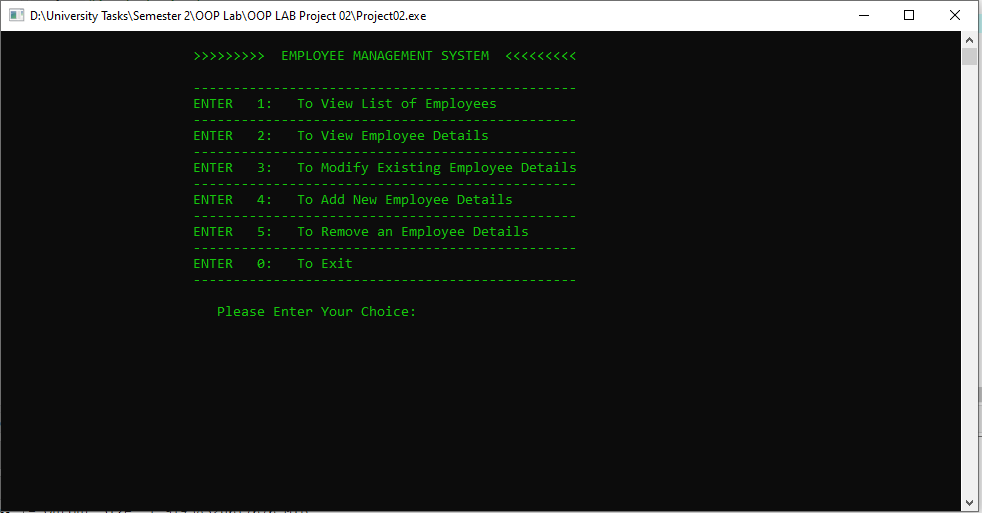 D:\University Tasks\Semester 2\OOP Lab\OOP LAB Project 02\Project02.exe
>>>>>>>>>  EMPLOYEE MANAGEMENT SYSTEM  <<<<<<<<<
------------------------------------------------
ENTER   1:   To View List of Employees
------------------------------------------------
ENTER   2:   To View Employee Details
------------------------------------------------
ENTER   3:   To Modify Existing Employee Details
------------------------------------------------
ENTER   4:   To Add New Employee Details
------------------------------------------------
ENTER   5:   To Remove an Employee Details
------------------------------------------------
ENTER   0:   To Exit
------------------------------------------------
Please Enter Your Choice: